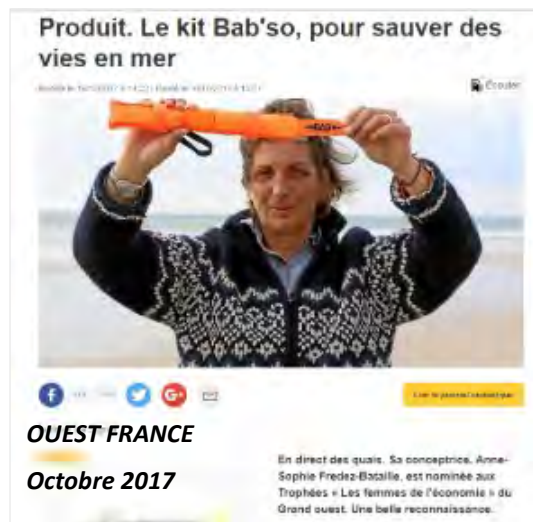 Produit. Le kit Bab'so, pour sauver des
vies en mer
Écouter
OUEST FRANCE
Octobre 2017
En direct des quais. Sa conceptrice, Anne-
Sophie Fredez-Bataille, est nominée aux
Trophées « Les femmes de l'économie » du
Grand ouest. Une belle reconnaissance.